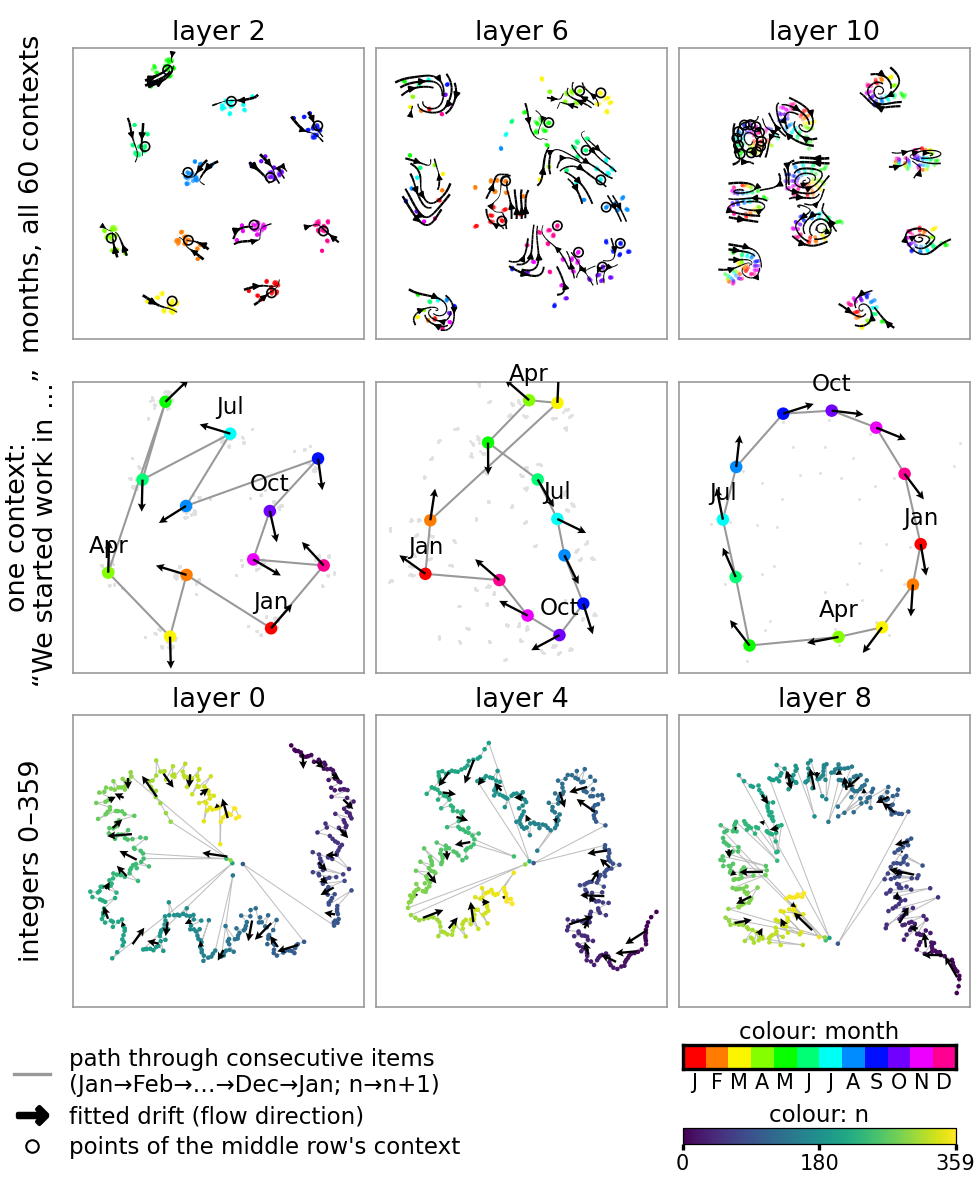 layer 2
layer 6
layer 10
months, all 60 contexts
one context:
“We started work in …”
Jul
Oct
Apr
Jan
Apr
Jul
Jan
Oct
Oct
Jul
Jan
Apr
layer 0
layer 4
layer 8
integers 0–359
path through consecutive items
(Jan→Feb→…→Dec→Jan; n→n+1)
fitted drift (flow direction)
points of the middle row's context
colour: month
J F M A M J J A S O N D
colour: n
0 180 359